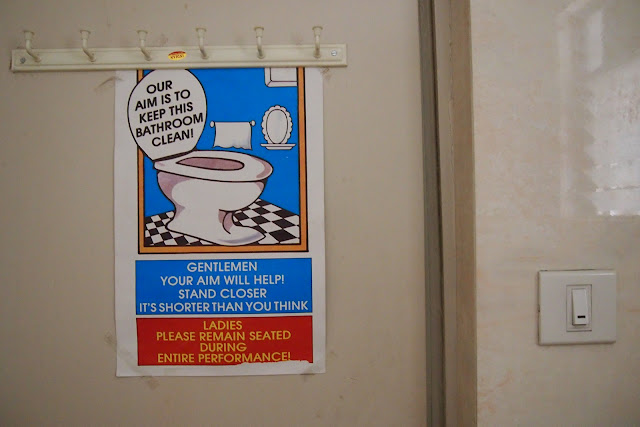 OUR
AIM IS TO
KEEP THIS
BATHROOM
CLEAN!
GENTLEMEN
YOUR AIM WILL HELP!
STAND CLOSER
IT'S SHORTER THAN YOU THINK
LADIES
PLEASE REMAIN SEATED
DURING
ENTIRE PERFORMANCE!